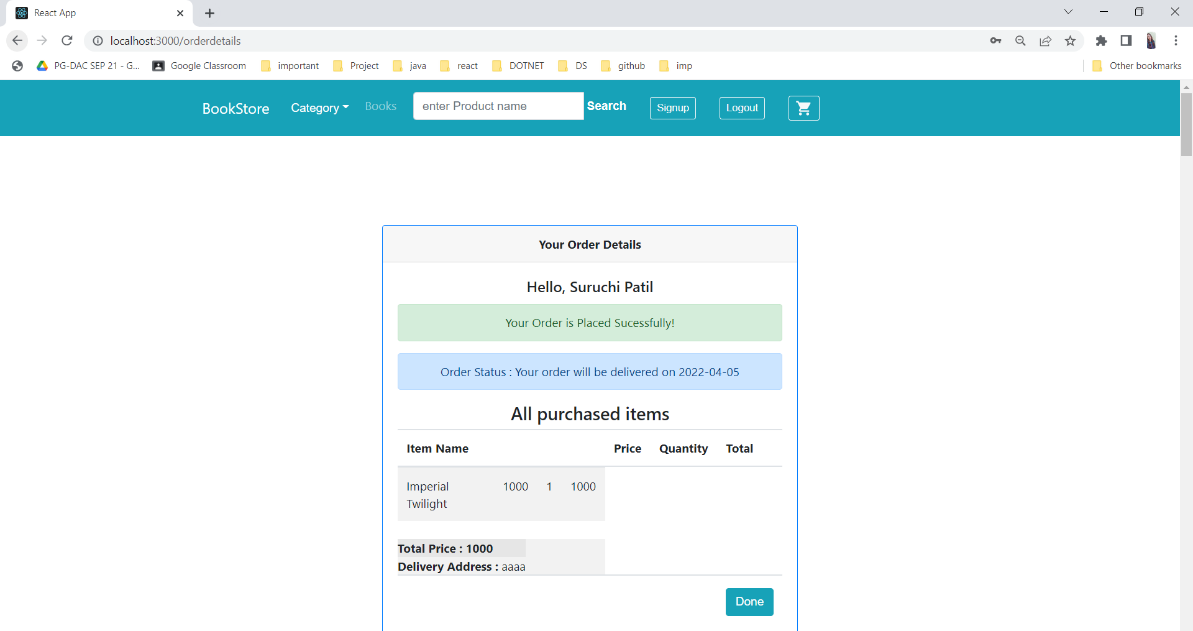 React App
localhost:3000/orderdetails
PG-DAC SEP 21 - G... Google Classroom important Project java react DOTNET DS github imp Other bookmarks
BookStore Category Books enter Product name Search Signup Logout
Your Order Details
Hello, Suruchi Patil
Your Order is Placed Sucessfully!
Order Status : Your order will be delivered on 2022-04-05
All purchased items
Item Name Price Quantity Total
Imperial 1000 1 1000
Twilight
Total Price : 1000
Delivery Address : aaaa
Done